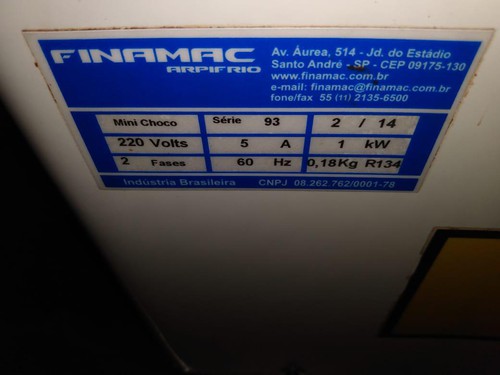 FINAMAC
ARPIFRIO
Av. Áurea, 514 - Jd. do Estádio
Santo André - SP - CEP 09175-130
www.finamac.com.br
e-mail: finamac@finamac.com.br
fone/fax 55 (11) 2135-6500
Mini Choco Série 93 2 / 14
220 Volts 5 A 1 kW
2 Fases 60 Hz 0,18Kg R134
Indústria Brasileira CNPJ 08.262.762/0001-78